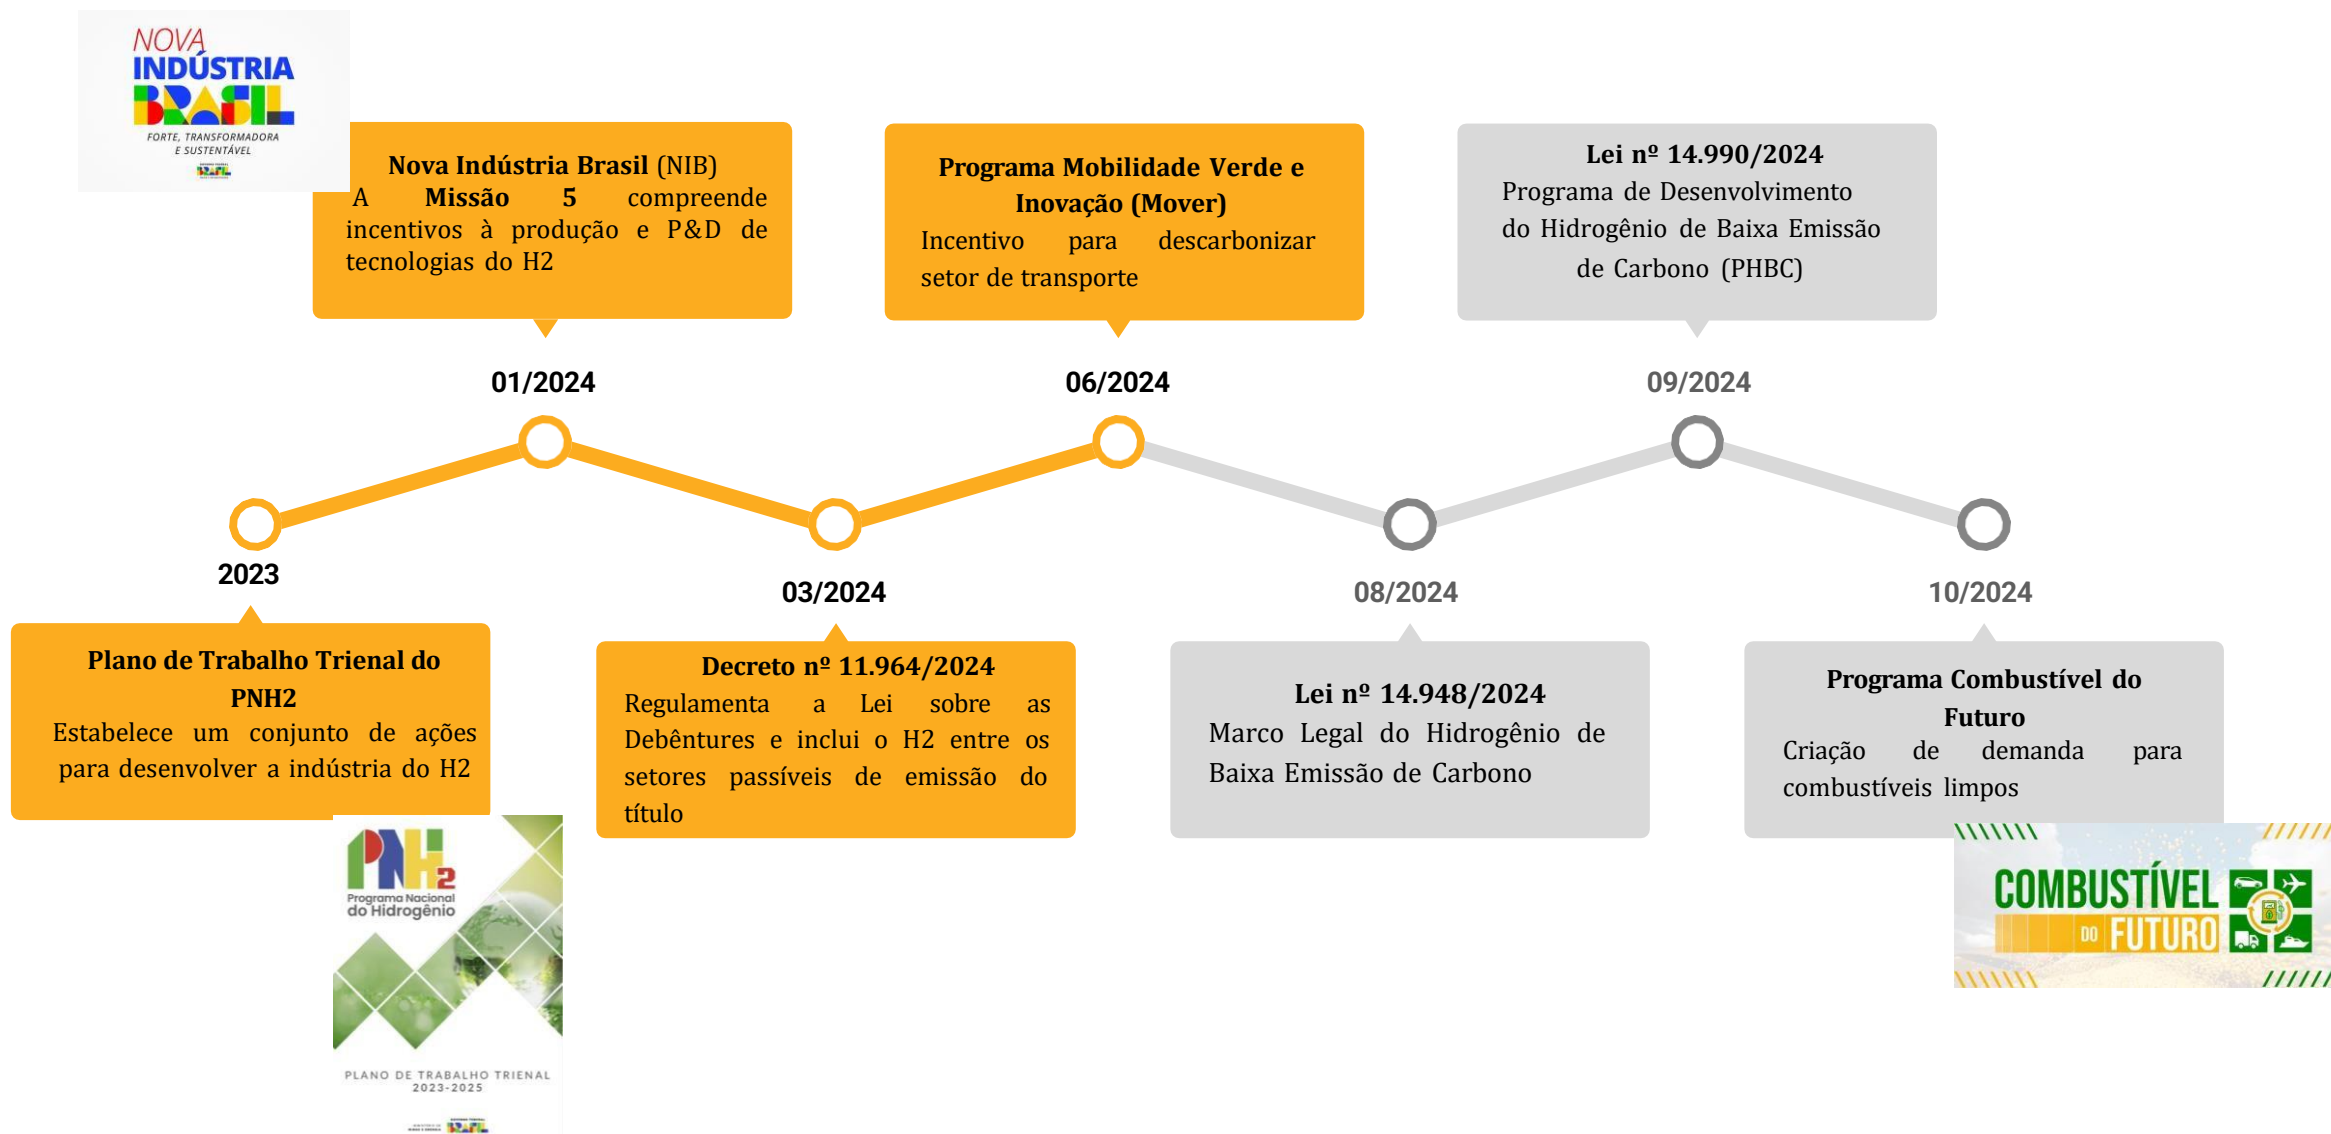 NOVA
INDÚSTRIA
BRASIL
FORTE, TRANSFORMADORA
E SUSTENTÁVEL
Nova Indústria Brasil (NIB)
A Missão 5 compreende
incentivos à produção e P&D de
tecnologias do H2
Programa Mobilidade Verde e
Inovação (Mover)
Incentivo para descarbonizar
setor de transporte
Lei nº 14.990/2024
Programa de Desenvolvimento
do Hidrogênio de Baixa Emissão
de Carbono (PHBC)
01/2024
06/2024
09/2024
2023
03/2024
08/2024
10/2024
Plano de Trabalho Trienal do
PNH2
Estabelece um conjunto de ações
para desenvolver a indústria do H2
Decreto nº 11.964/2024
Regulamenta a Lei sobre as
Debêntures e inclui o H2 entre os
setores passíveis de emissão do
título
Lei nº 14.948/2024
Marco Legal do Hidrogênio de
Baixa Emissão de Carbono
Programa Combustível do
Futuro
Criação de demanda para
combustíveis limpos
PNH2
Programa Nacional
do Hidrogênio
PLANO DE TRABALHO TRIENAL
2023-2025
BRASIL
COMBUSTÍVEL
DO FUTURO